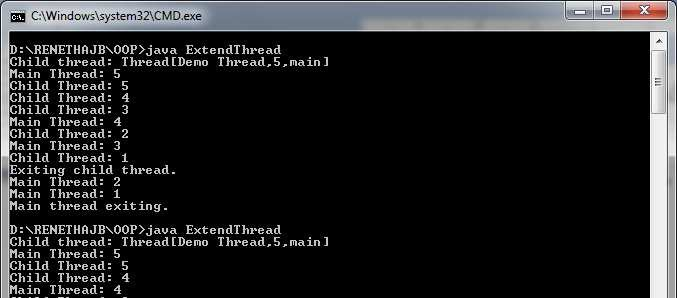 C:\Windows\system32\CMD.exe
D:\RENETHAJB\OOP>java ExtendThread
Child thread: Thread[Demo Thread,5,main]
Main Thread: 5
Child Thread: 5
Child Thread: 4
Child Thread: 3
Main Thread: 4
Child Thread: 2
Main Thread: 3
Child Thread: 1
Exiting child thread.
Main Thread: 2
Main Thread: 1
Main thread exiting.
D:\RENETHAJB\OOP>java ExtendThread
Child thread: Thread[Demo Thread,5,main]
Main Thread: 5
Child Thread: 5
Child Thread: 4
Main Thread: 4